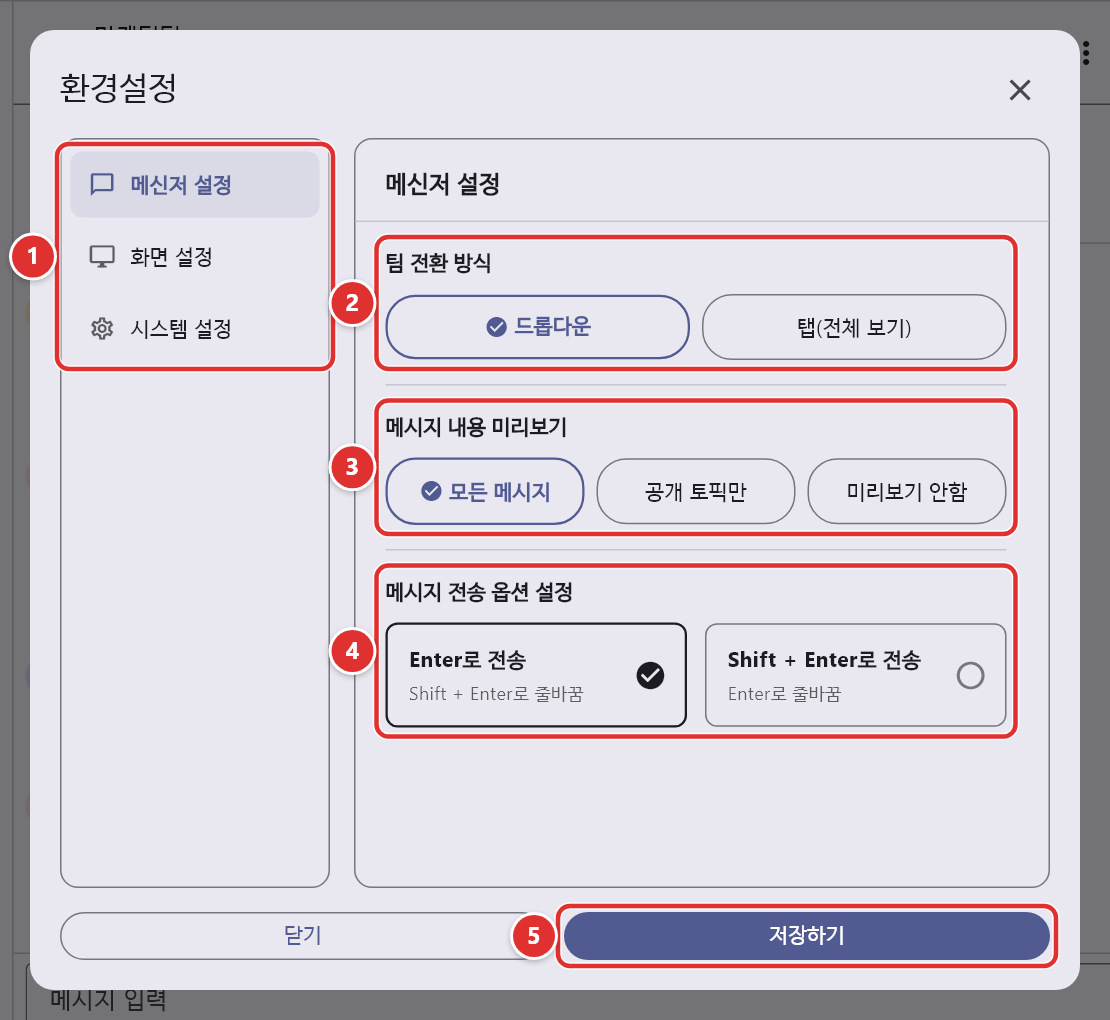 환경설정
1
메신저 설정
화면 설정
시스템 설정
메신저 설정
2
팀 전환 방식
드롭다운
탭(전체 보기)
3
메시지 내용 미리보기
모든 메시지
공개 토픽만
미리보기 안함
4
메시지 전송 옵션 설정
Enter로 전송
Shift + Enter로 줄바꿈
Shift + Enter로 전송
Enter로 줄바꿈
닫기
5
저장하기
메시지 입력